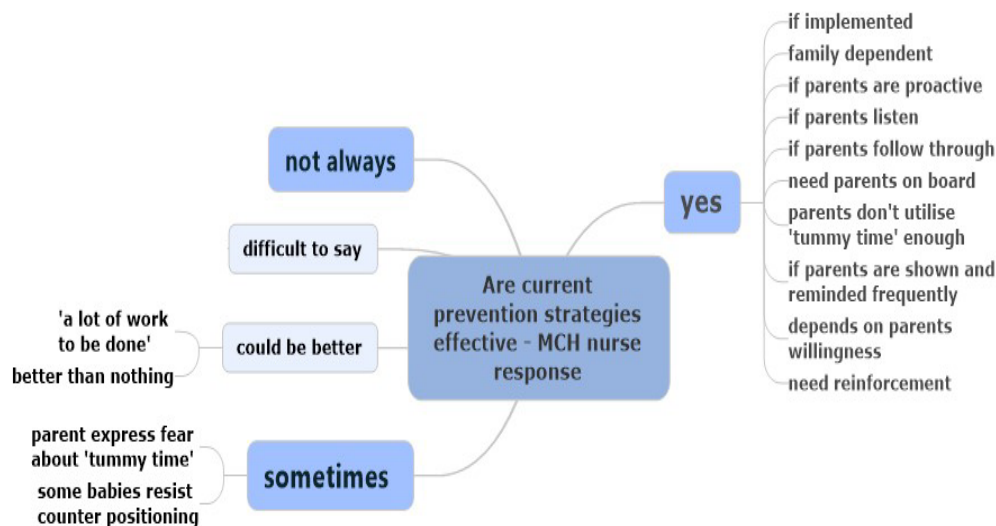 Are current
prevention strategies
effective - MCH nurse
response
yes
if implemented
family dependent
if parents are proactive
if parents listen
if parents follow through
need parents on board
parents don't utilise
'tummy time' enough
if parents are shown and
reminded frequently
depends on parents
willingness
need reinforcement
not always
difficult to say
could be better
'a lot of work
to be done'
better than nothing
sometimes
parent express fear
about 'tummy time'
some babies resist
counter positioning